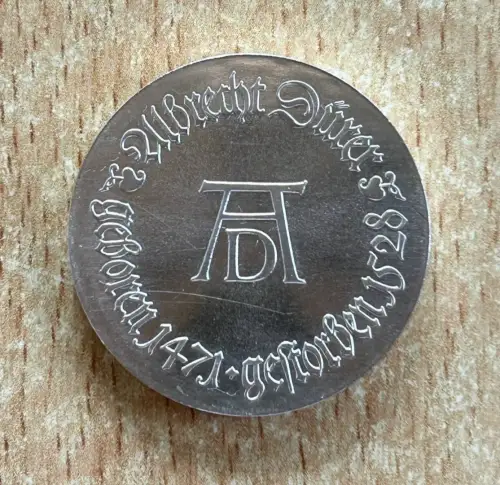 Albrecht Dürer
geboren 1471 · gestorben 1528
AD